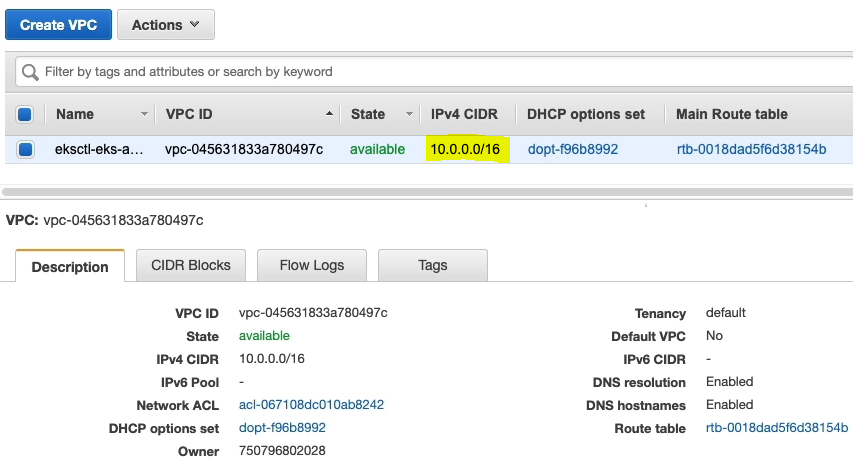 Create VPC Actions
Filter by tags and attributes or search by keyword
Name VPC ID State IPv4 CIDR DHCP options set Main Route table
eksctl-eks-a... vpc-045631833a780497c available 10.0.0.0/16 dopt-f96b8992 rtb-0018dad5f6d38154b
VPC: vpc-045631833a780497c
Description CIDR Blocks Flow Logs Tags
VPC ID vpc-045631833a780497c Tenancy default
State available Default VPC No
IPv4 CIDR 10.0.0.0/16 IPv6 CIDR -
IPv6 Pool - DNS resolution Enabled
Network ACL acl-067108dc010ab8242 DNS hostnames Enabled
DHCP options set dopt-f96b8992 Route table rtb-0018dad5f6d38154b
Owner 750796802028